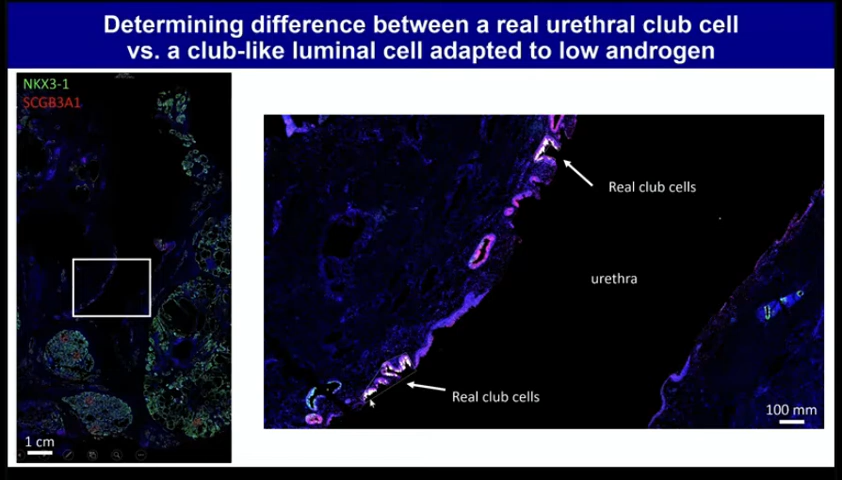 Determining difference between a real urethral club cell
vs. a club-like luminal cell adapted to low androgen
NKX3-1
SCGB3A1
Real club cells
urethra
Real club cells
1 cm
100 mm